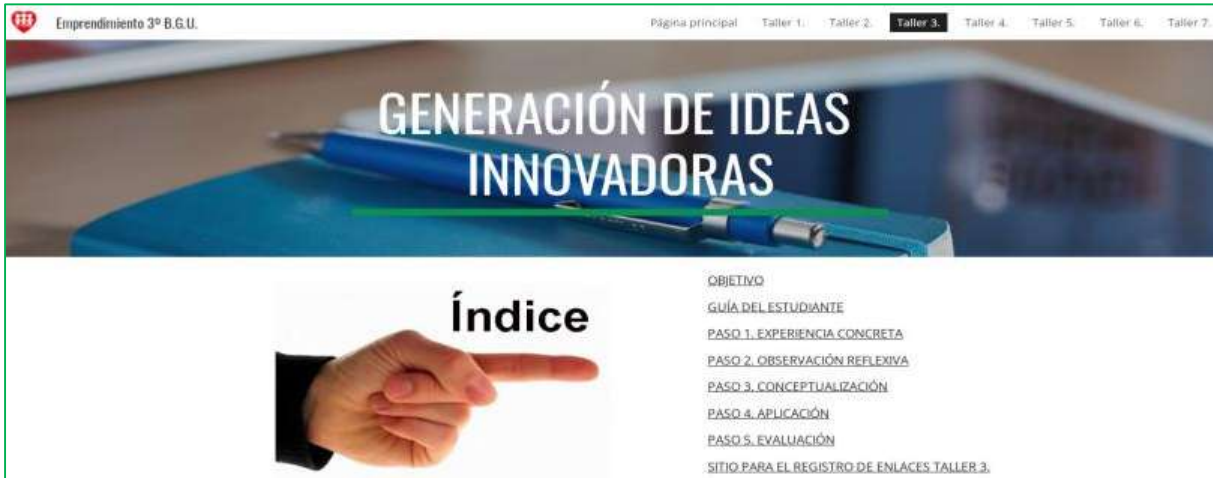 Emprendimiento 3º B.G.U.
Página principal Taller 1. Taller 2. Taller 3. Taller 4. Taller 5. Taller 6. Taller 7.
GENERACIÓN DE IDEAS
INNOVADORAS
Índice
OBJETIVO
GUÍA DEL ESTUDIANTE
PASO 1. EXPERIENCIA CONCRETA
PASO 2. OBSERVACIÓN REFLEXIVA
PASO 3. CONCEPTUALIZACIÓN
PASO 4. APLICACIÓN
PASO 5. EVALUACIÓN
SITIO PARA EL REGISTRO DE ENLACES TALLER 3.